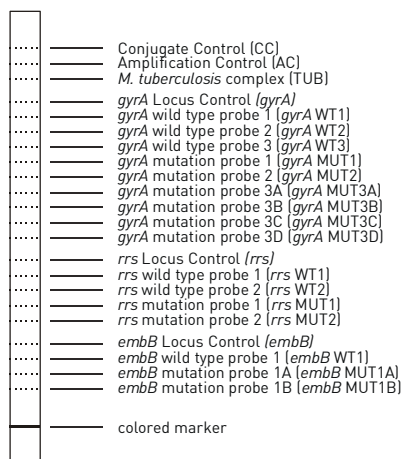 Conjugate Control (CC)
Amplification Control (AC)
M. tuberculosis complex (TUB)
gyrA Locus Control (gyrA)
gyrA wild type probe 1 (gyrA WT1)
gyrA wild type probe 2 (gyrA WT2)
gyrA wild type probe 3 (gyrA WT3)
gyrA mutation probe 1 (gyrA MUT1)
gyrA mutation probe 2 (gyrA MUT2)
gyrA mutation probe 3A (gyrA MUT3A)
gyrA mutation probe 3B (gyrA MUT3B)
gyrA mutation probe 3C (gyrA MUT3C)
gyrA mutation probe 3D (gyrA MUT3D)
rrs Locus Control (rrs)
rrs wild type probe 1 (rrs WT1)
rrs wild type probe 2 (rrs WT2)
rrs mutation probe 1 (rrs MUT1)
rrs mutation probe 2 (rrs MUT2)
embB Locus Control (embB)
embB wild type probe 1 (embB WT1)
embB mutation probe 1A (embB MUT1A)
embB mutation probe 1B (embB MUT1B)
colored marker